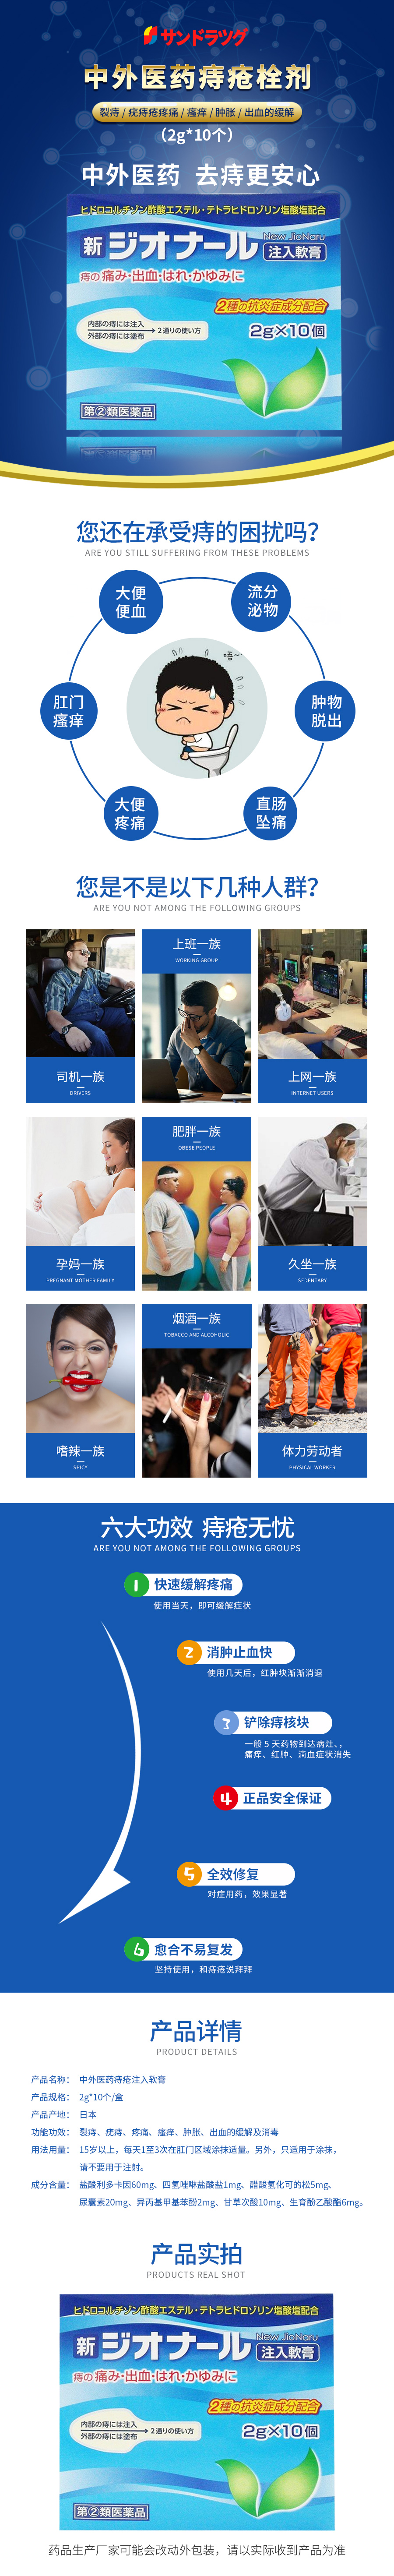 サンドラッグ
中外医药痔疮栓剂
裂痔 / 疣痔疮疼痛 / 瘙痒 / 肿胀 / 出血的缓解
（2g*10个）
中外医药 去痔更安心
ヒドロコルチゾン酢酸エステル・テトラヒドロゾリン塩酸塩配合
新 ジオナール
New JioNaru
注入軟膏
痔の痛み・出血・はれ・かゆみに
2種の抗炎症成分配合
内部の痔には注入
外部の痔には塗布
2通りの使い方
2g×10個
第②類医薬品
您还在承受痔的困扰吗？
ARE YOU STILL SUFFERING FROM THESE PROBLEMS
大便
便血
流分
泌物
唔~~
肛门
瘙痒
肿物
脱出
大便
疼痛
直肠
坠痛
您是不是以下几种人群？
ARE YOU NOT AMONG THE FOLLOWING GROUPS
司机一族
DRIVERS
上班一族
WORKING GROUP
上网一族
INTERNET USERS
孕妈一族
PREGNANT MOTHER FAMILY
肥胖一族
OBESE PEOPLE
久坐一族
SEDENTARY
嗜辣一族
SPICY
烟酒一族
TOBACCO AND ALCOHOLIC
体力劳动者
PHYSICAL WORKER
六大功效 痔疮无忧
ARE YOU NOT AMONG THE FOLLOWING GROUPS
1 快速缓解疼痛
使用当天，即可缓解症状
2 消肿止血快
使用几天后，红肿块渐渐消退
3 铲除痔核块
一般 5 天药物到达病灶、，
痛痒、红肿、滴血症状消失
4 正品安全保证
5 全效修复
对症用药，效果显著
6 愈合不易复发
坚持使用，和痔疮说拜拜
产品详情
PRODUCT DETAILS
产品名称： 中外医药痔疮注入软膏
产品规格： 2g*10个/盒
产品产地： 日本
功能功效： 裂痔、疣痔、疼痛、瘙痒、肿胀、出血的缓解及消毒
用法用量： 15岁以上，每天1至3次在肛门区域涂抹适量。另外，只适用于涂抹，
请不要用于注射。
成分含量： 盐酸利多卡因60mg、四氢唑啉盐酸盐1mg、醋酸氢化可的松5mg、
尿囊素20mg、异丙基甲基苯酚2mg、甘草次酸10mg、生育酚乙酸酯6mg。
产品实拍
PRODUCTS REAL SHOT
ヒドロコルチゾン酢酸エステル・テトラヒドロゾリン塩酸塩配合
新 ジオナール
New JioNaru
注入軟膏
痔の痛み・出血・はれ・かゆみに
2種の抗炎症成分配合
内部の痔には注入
外部の痔には塗布
2通りの使い方
2g×10個
第②類医薬品
药品生产厂家可能会改动外包装，请以实际收到产品为准